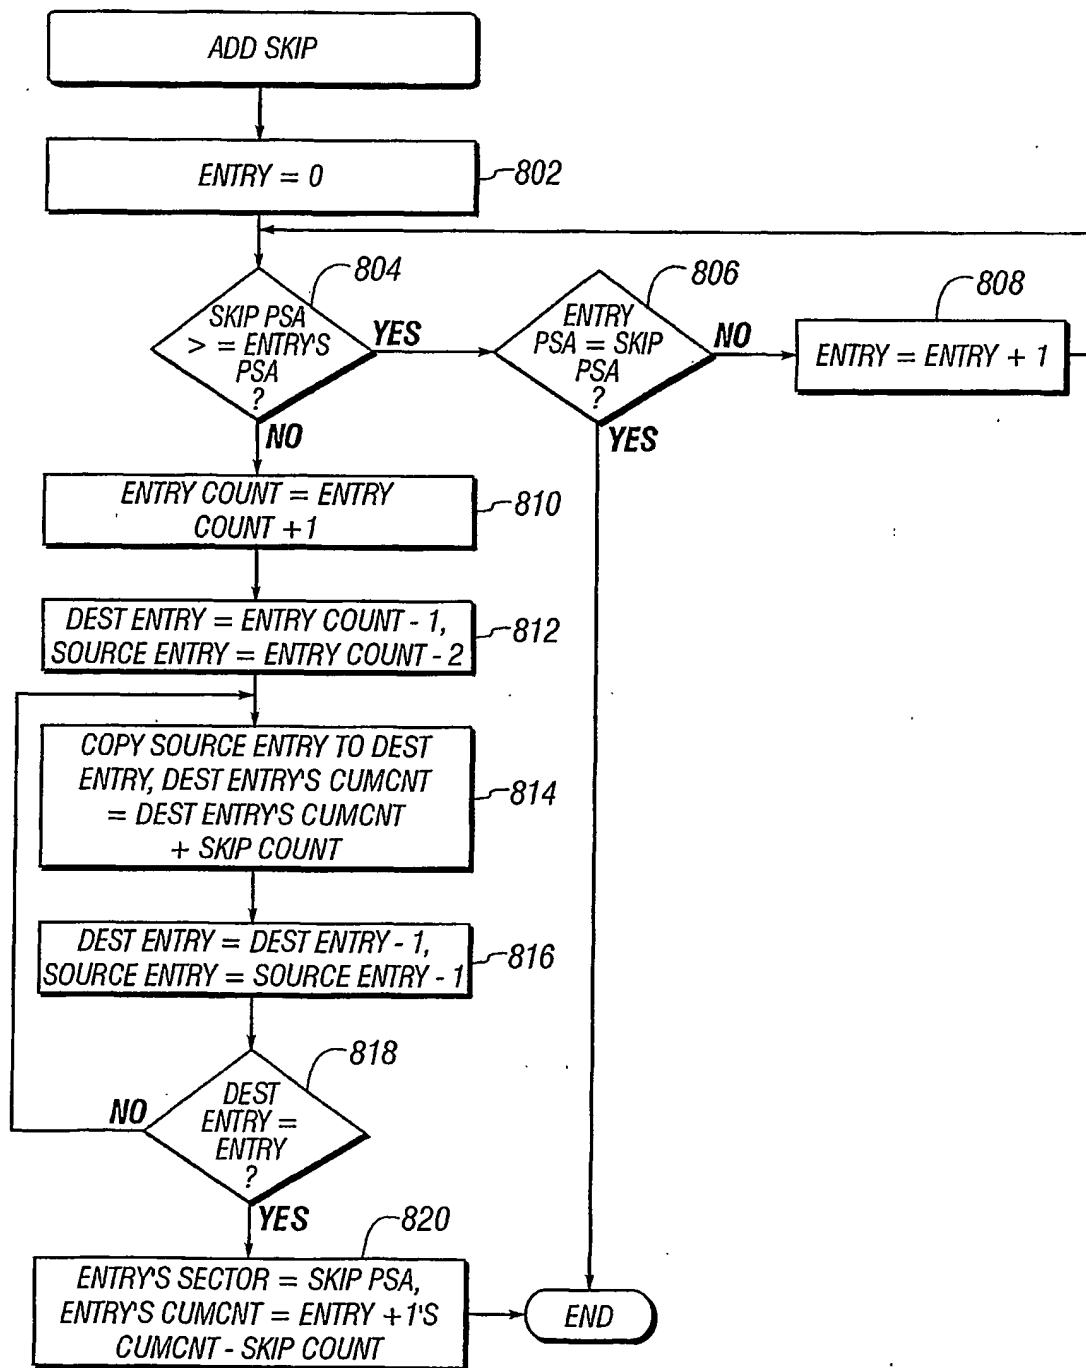 ADD SKIP
ENTRY = 0
802
804
SKIP PSA
> = ENTRY'S
PSA
?
YES
NO
806
ENTRY
PSA = SKIP
PSA
?
NO
YES
808
ENTRY = ENTRY + 1
ENTRY COUNT = ENTRY
COUNT +1
810
DEST ENTRY = ENTRY COUNT - 1,
SOURCE ENTRY = ENTRY COUNT - 2
812
COPY SOURCE ENTRY TO DEST
ENTRY, DEST ENTRY'S CUMCNT
= DEST ENTRY'S CUMCNT
+ SKIP COUNT
814
DEST ENTRY = DEST ENTRY - 1,
SOURCE ENTRY = SOURCE ENTRY - 1
816
818
DEST
ENTRY =
ENTRY
?
NO
YES
820
ENTRY'S SECTOR = SKIP PSA,
ENTRY'S CUMCNT = ENTRY +1'S
CUMCNT - SKIP COUNT
END